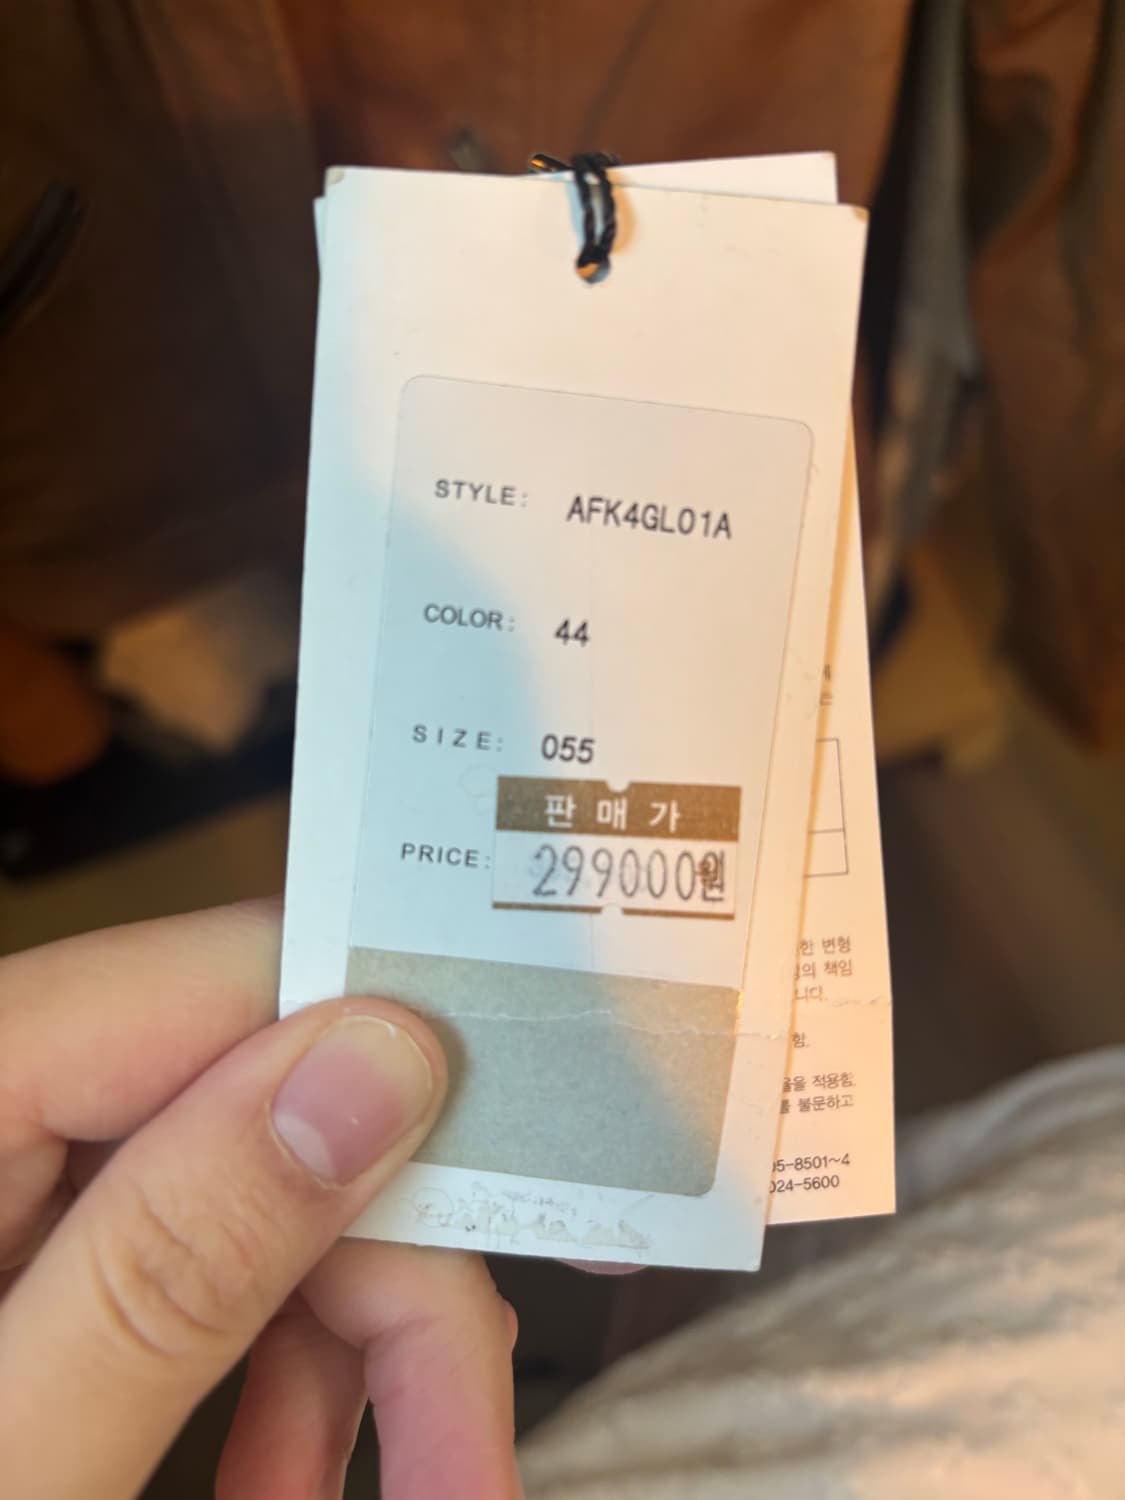 STYLE: AFK4GL01A
COLOR: 44
SIZE: 055
판매가
PRICE: 299000원
한 변형
의 책임
니다.
함.
율을 적용함.
를 불문하고
95-8501~4
024-5600